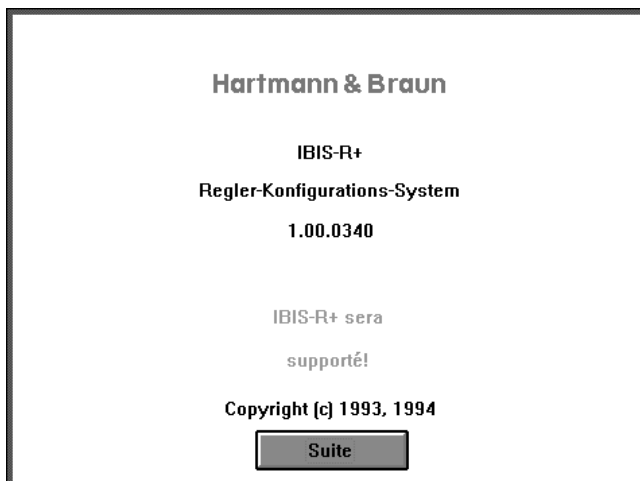 Hartmann & Braun
IBIS-R+
Regler-Konfigurations-System
1.00.0340
IBIS-R+ sera
supporté!
Copyright (c) 1993, 1994
Suite